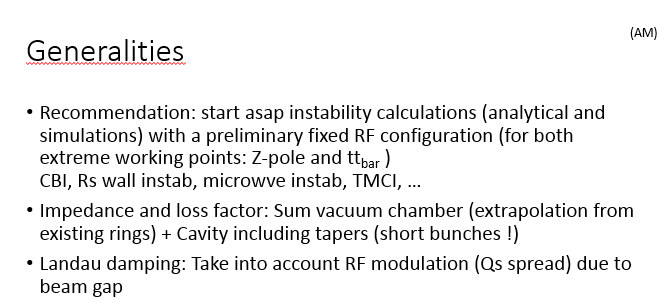 (AM)
Generalities
• Recommendation: start asap instability calculations (analytical and
simulations) with a preliminary fixed RF configuration (for both
extreme working points: Z-pole and ttbar )
CBI, Rs wall instab, microwve instab, TMCI, ...
• Impedance and loss factor: Sum vacuum chamber (extrapolation from
existing rings) + Cavity including tapers (short bunches !)
• Landau damping: Take into account RF modulation (Qs spread) due to
beam gap